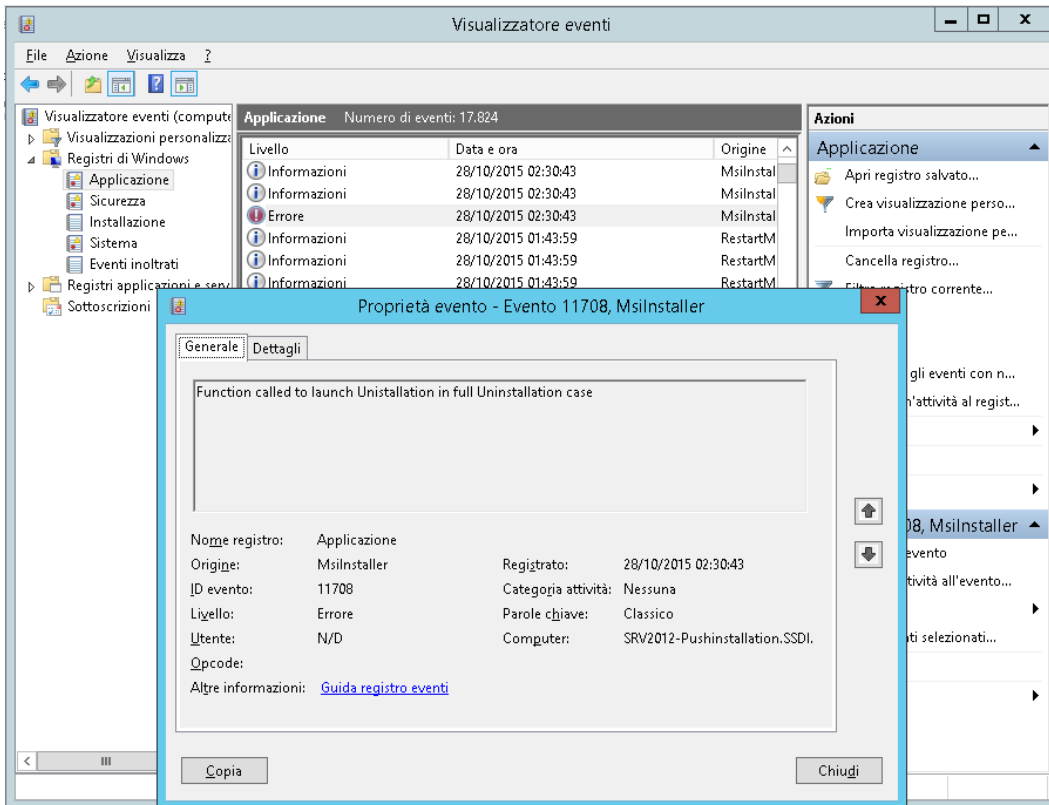 Visualizzatore eventi
File Azione Visualizza ?
Visualizzatore eventi (compute
Visualizzazioni personalizza
Registri di Windows
Applicazione
Sicurezza
Installazione
Sistema
Eventi inoltrati
Registri applicazioni e serv
Sottoscrizioni
Applicazione Numero di eventi: 17.824
Livello Data e ora Origine
Informazioni 28/10/2015 02:30:43 MsiInstal
Informazioni 28/10/2015 02:30:43 MsiInstal
Errore 28/10/2015 02:30:43 MsiInstal
Informazioni 28/10/2015 01:43:59 RestartM
Informazioni 28/10/2015 01:43:59 RestartM
Informazioni 28/10/2015 01:43:59 RestartM
Azioni
Applicazione
Apri registro salvato...
Crea visualizzazione perso...
Importa visualizzazione pe...
Cancella registro...
Filtro registro corrente...
gli eventi con n...
n'attività al regist...
08, MsiInstaller
evento
tività all'evento...
ti selezionati...
Proprietà evento - Evento 11708, MsiInstaller
Generale Dettagli
Function called to launch Unistallation in full Uninstallation case
Nome registro: Applicazione
Origine: MsiInstaller Registrato: 28/10/2015 02:30:43
ID evento: 11708 Categoria attività: Nessuna
Livello: Errore Parole chiave: Classico
Utente: N/D Computer: SRV2012-Pushinstallation.SSDI.
Opcode:
Altre informazioni: Guida registro eventi
Copia Chiudi